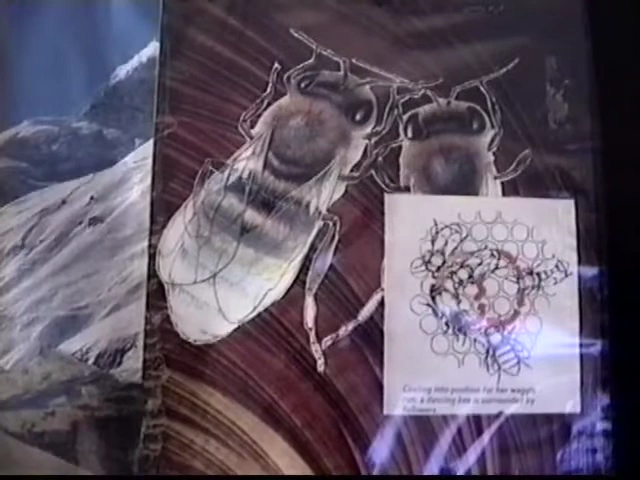 Circling into position for her waggle
run, a dancing bee is surrounded by
followers